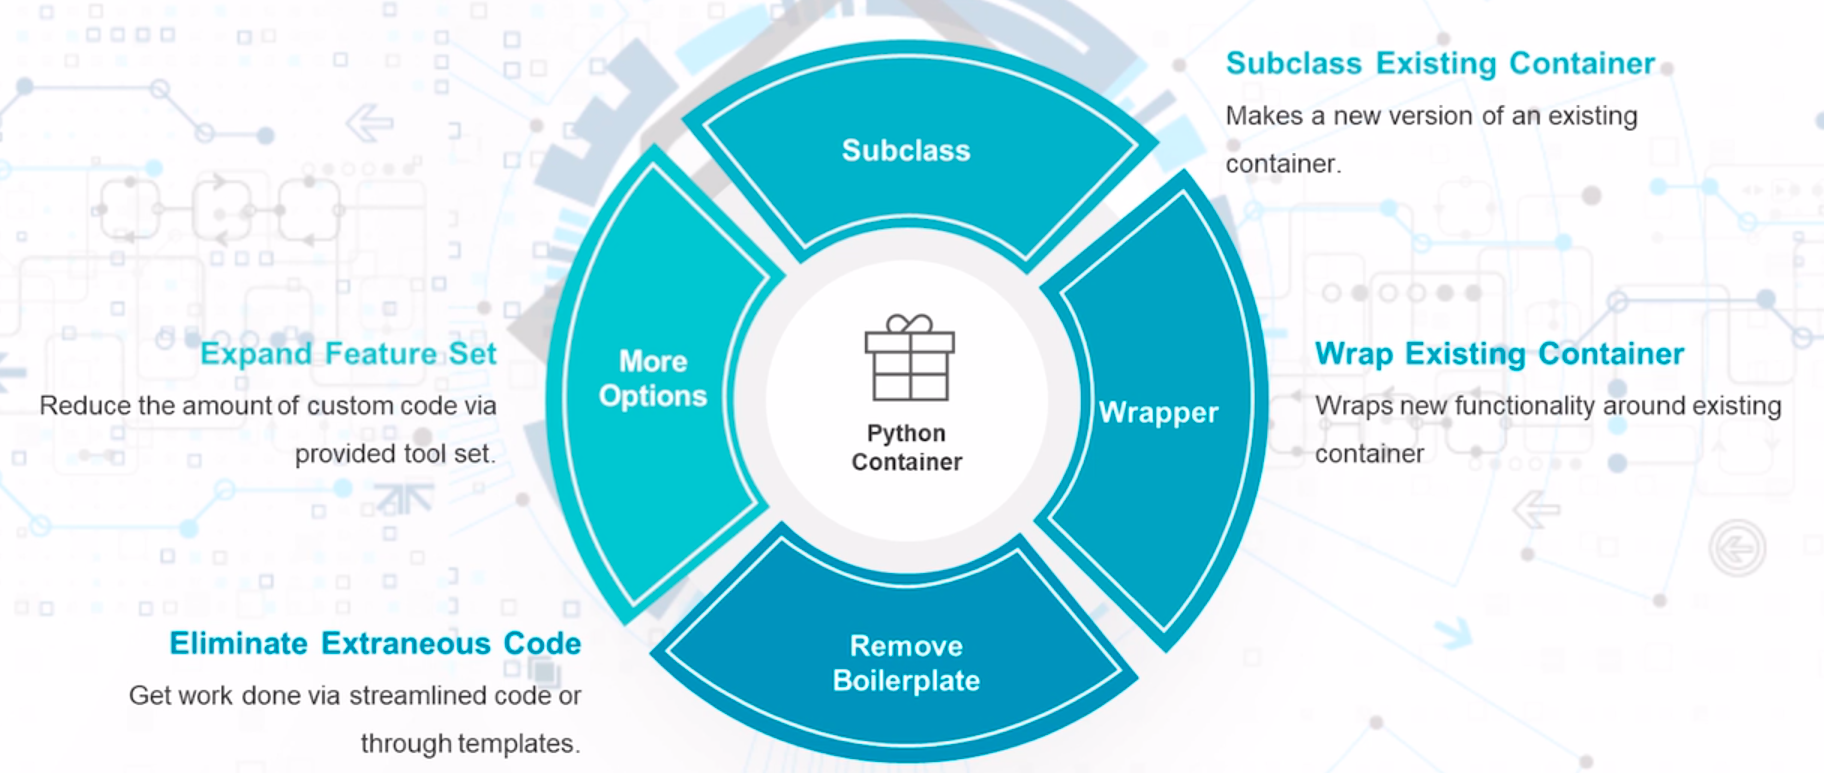 Subclass Existing Container
Makes a new version of an existing
container.
Subclass
Expand Feature Set
Reduce the amount of custom code via
provided tool set.
More
Options
Python
Container
Wrapper
Wrap Existing Container
Wraps new functionality around existing
container
Eliminate Extraneous Code
Get work done via streamlined code or
through templates.
Remove
Boilerplate